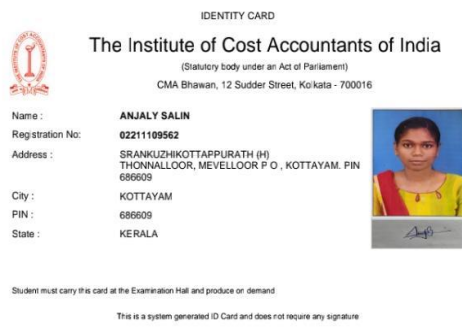 IDENTITY CARD
The Institute of Cost Accountants of India
(Statutory body under an Act of Parliament)
CMA Bhawan, 12 Sudder Street, Kolkata - 700016
Name : ANJALY SALIN
Registration No: 02211109562
Address : SRANKUZHIKOTTAPPURATH (H)
THONNALLOOR, MEVELLOOR P O , KOTTAYAM. PIN
686609
City : KOTTAYAM
PIN : 686609
State : KERALA
Student must carry this card at the Examination Hall and produce on demand
This is a system generated ID Card and does not require any signature